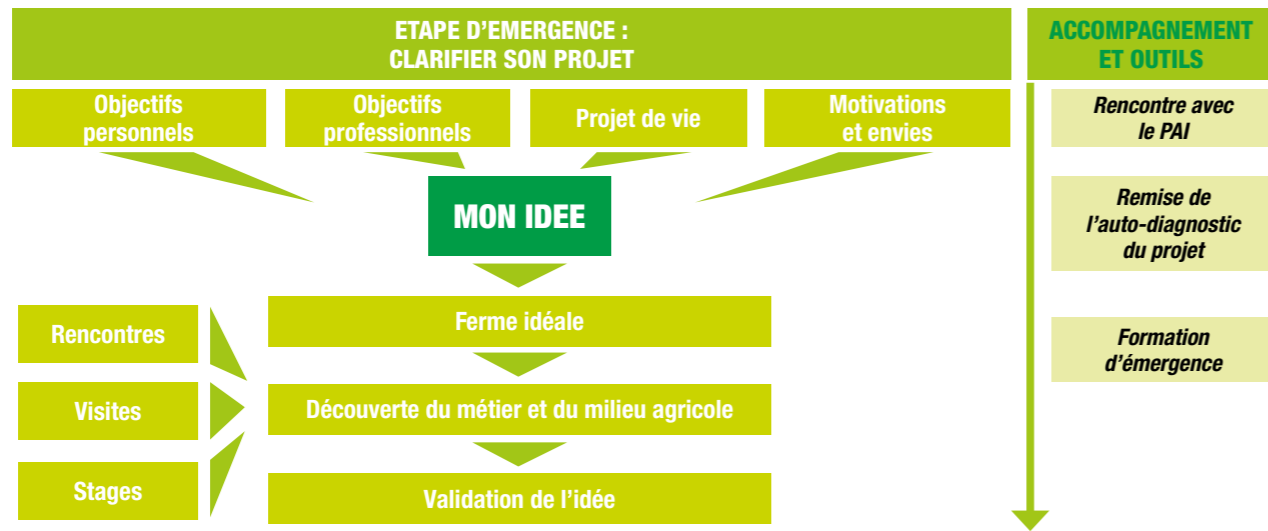 ETAPE D'EMERGENCE :
CLARIFIER SON PROJET
ACCOMPAGNEMENT
ET OUTILS
Objectifs
personnels
Objectifs
professionnels
Projet de vie
Motivations
et envies
Rencontre avec
le PAI
MON IDEE
Remise de
l'auto-diagnostic
du projet
Ferme idéale
Rencontres
Formation
d'émergence
Visites
Découverte du métier et du milieu agricole
Stages
Validation de l'idée